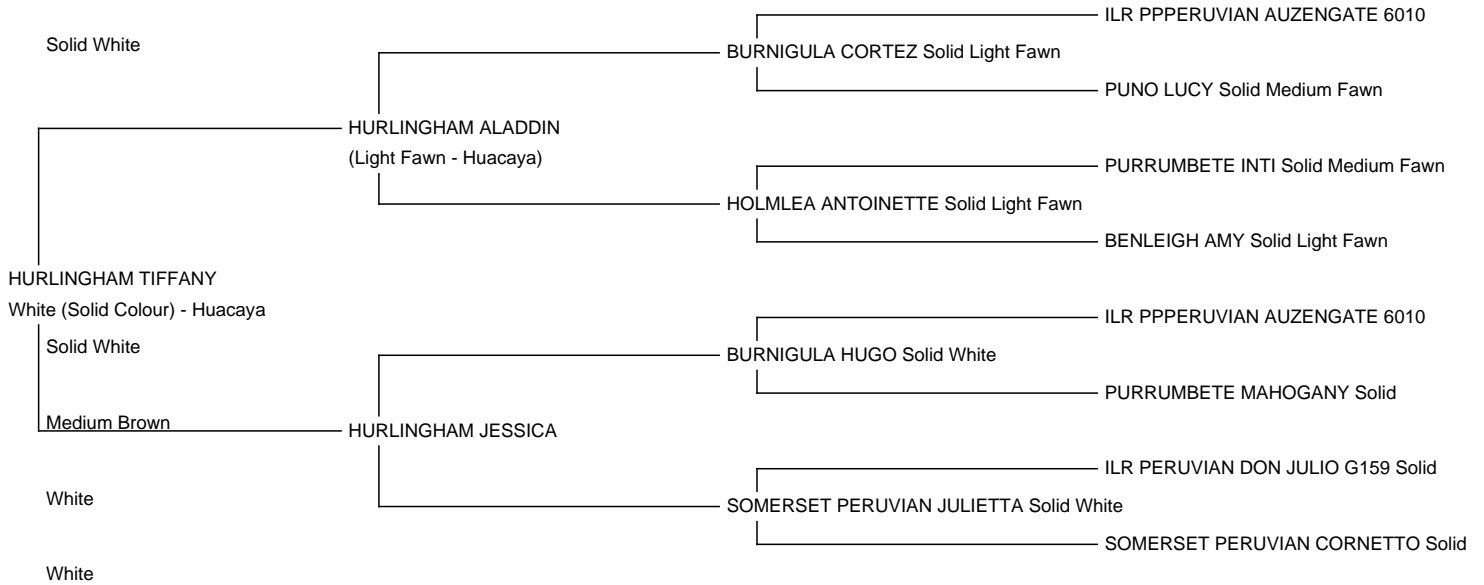 ILR PPPERUVIAN AUZENGATE 6010
Solid White
BURNIGULA CORTEZ Solid Light Fawn
PUNO LUCY Solid Medium Fawn
HURLINGHAM ALADDIN
(Light Fawn - Huacaya)
PURRUMBETE INTI Solid Medium Fawn
HOLMLEA ANTOINETTE Solid Light Fawn
BENLEIGH AMY Solid Light Fawn
HURLINGHAM TIFFANY
White (Solid Colour) - Huacaya
ILR PPPERUVIAN AUZENGATE 6010
Solid White
BURNIGULA HUGO Solid White
PURRUMBETE MAHOGANY Solid
Medium Brown
HURLINGHAM JESSICA
ILR PERUVIAN DON JULIO G159 Solid
White
SOMERSET PERUVIAN JULIETTA Solid White
SOMERSET PERUVIAN CORNETTO Solid
White